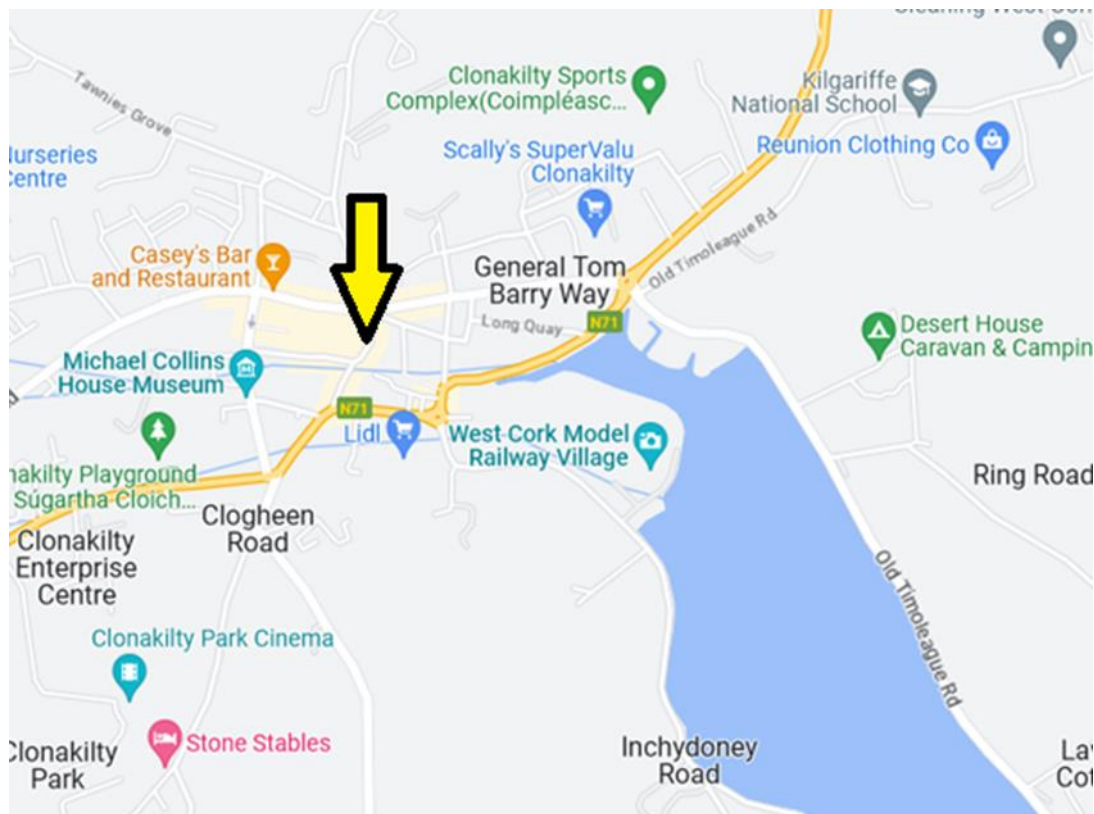 Tawnies Grove
Clonakilty Sports
Complex(Coimpléasc...
Kilgariffe
National School
Reunion Clothing Co
Scally's SuperValu
Clonakilty
Centre
Casey's Bar
and Restaurant
General Tom
Barry Way
Old Timoleague Rd
Long Quay
N71
Desert House
Caravan & Campin
Michael Collins
House Museum
N71
Lidl
West Cork Model
Railway Village
Ring Road
Playground
Súgartha Cloich...
Clogheen
Road
Clonakilty
Enterprise
Centre
Old Timoleague Rd
Clonakilty Park Cinema
Stone Stables
Clonakilty
Park
Inchydoney
Road